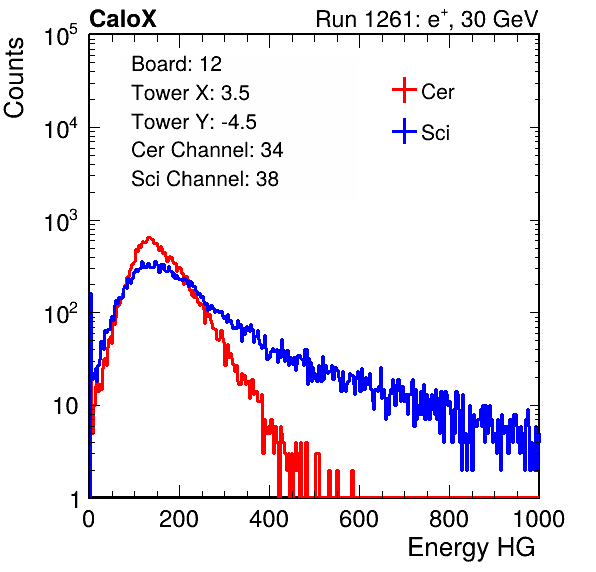 CaloX Run 1261: e⁺, 30 GeV
Board: 12
Tower X: 3.5
Tower Y: -4.5
Cer Channel: 34
Sci Channel: 38
Cer
Sci
Counts
10⁵
10⁴
10³
10²
10
1
0 200 400 600 800 1000
Energy HG